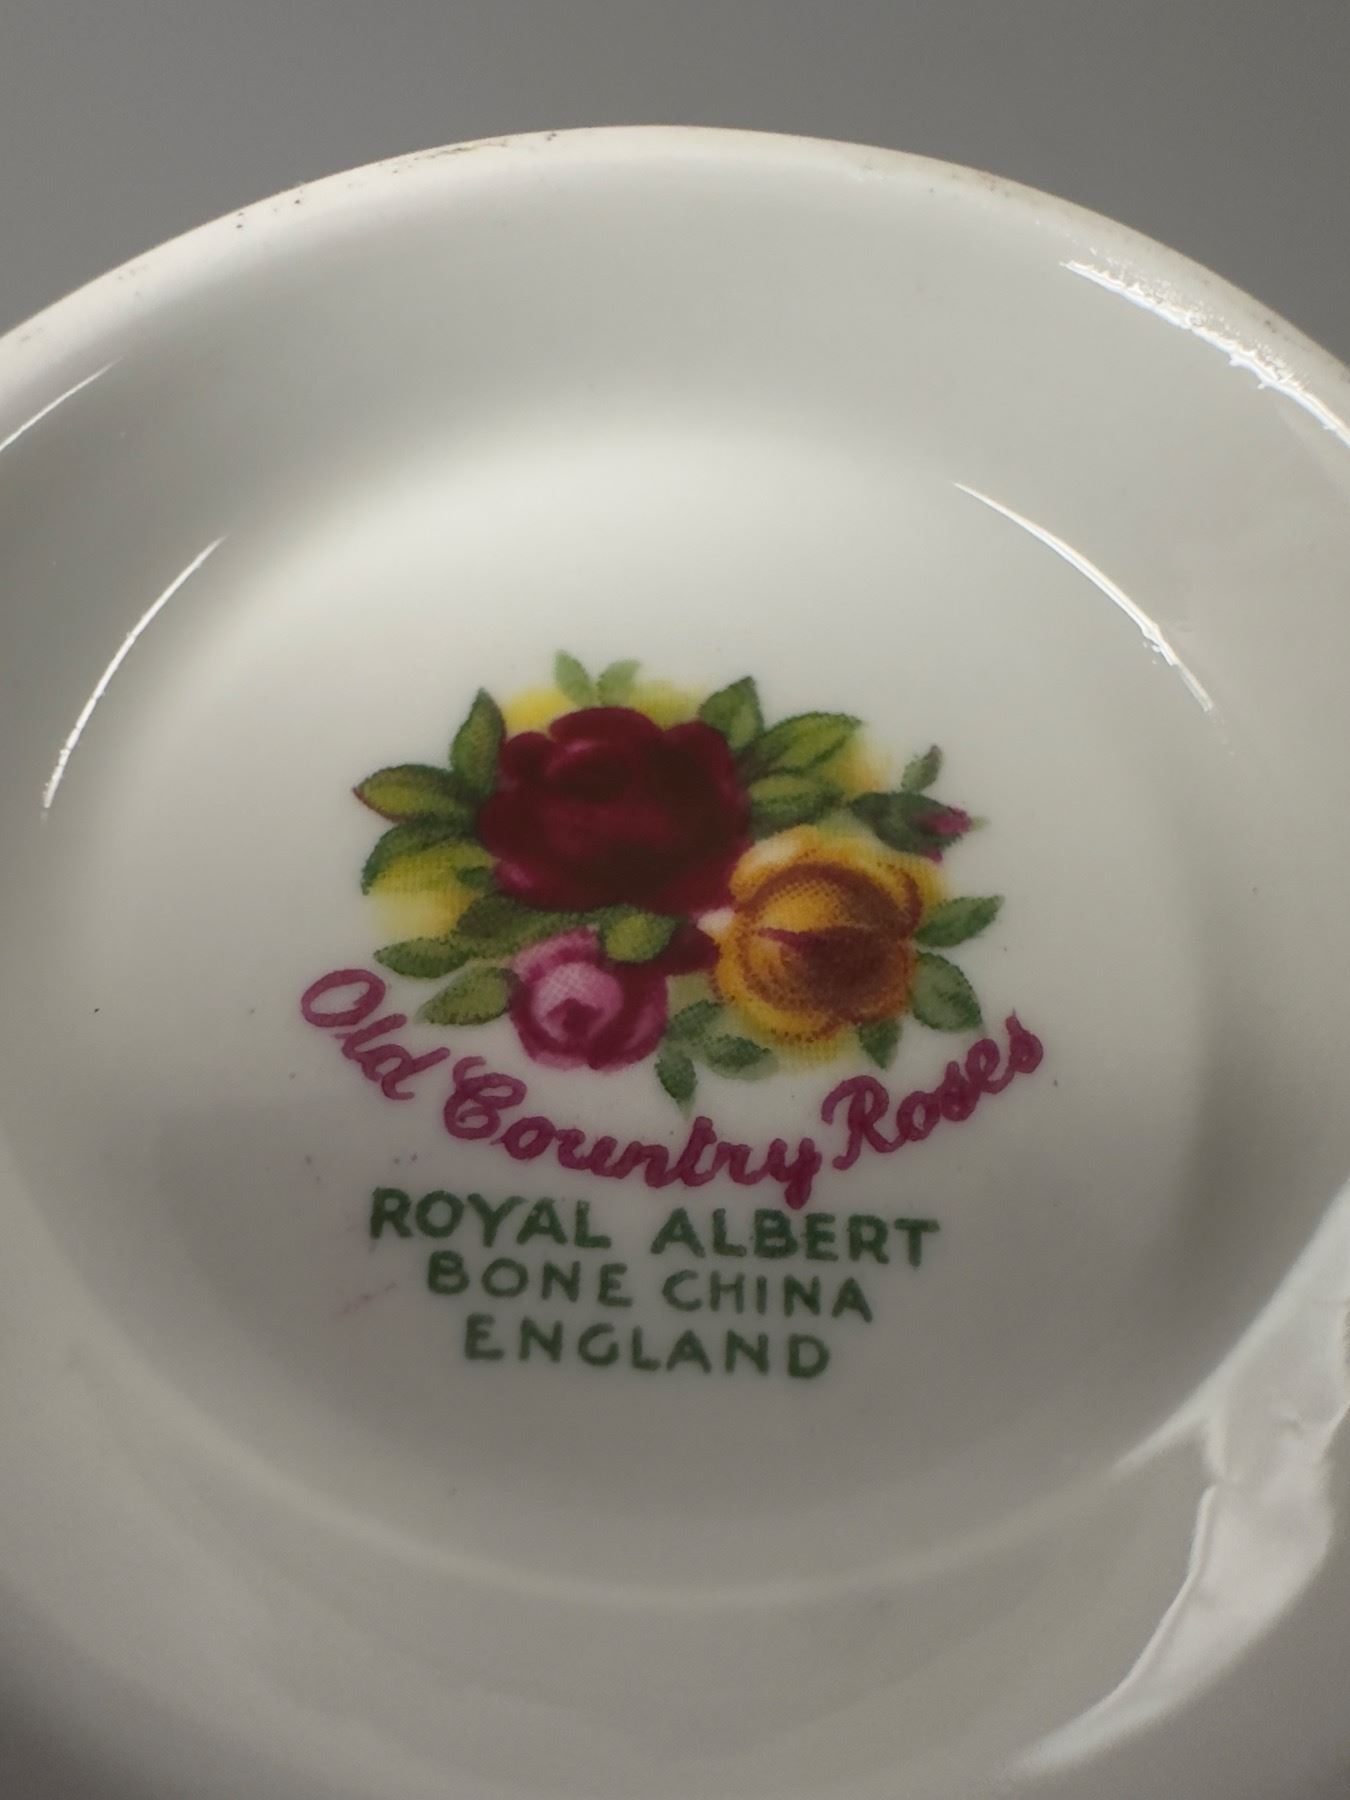 Old Country Roses
ROYAL ALBERT
BONE CHINA
ENGLAND